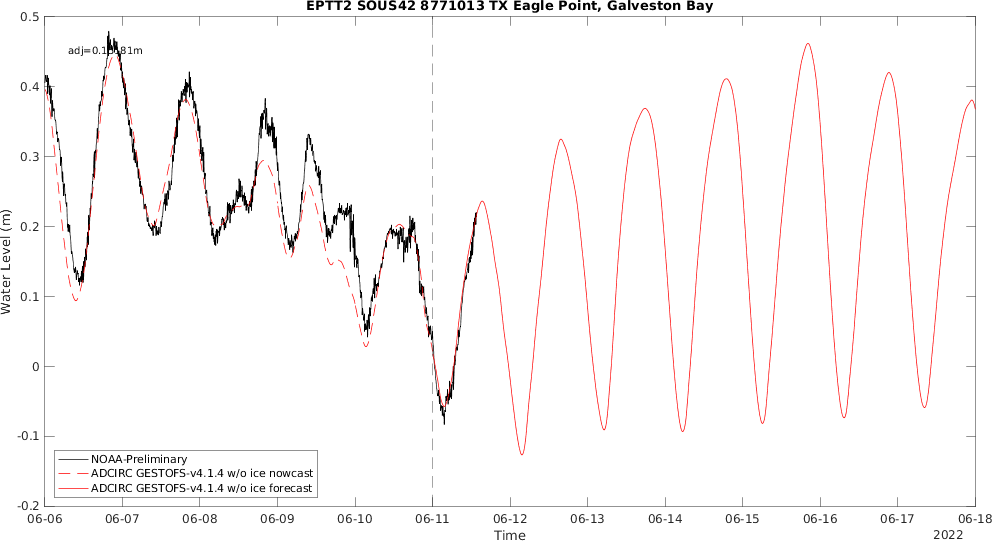 EPTT2 SOUS42 8771013 TX Eagle Point, Galveston Bay
0.5
0.4
0.3
0.2
0.1
0
-0.1
-0.2
Water Level (m)
NOAA-Preliminary
ADCIRC GESTOFS-v4.1.4 w/o ice nowcast
ADCIRC GESTOFS-v4.1.4 w/o ice forecast
06-06 06-07 06-08 06-09 06-10 06-11 06-12 06-13 06-14 06-15 06-16 06-17 06-18
Time
2022